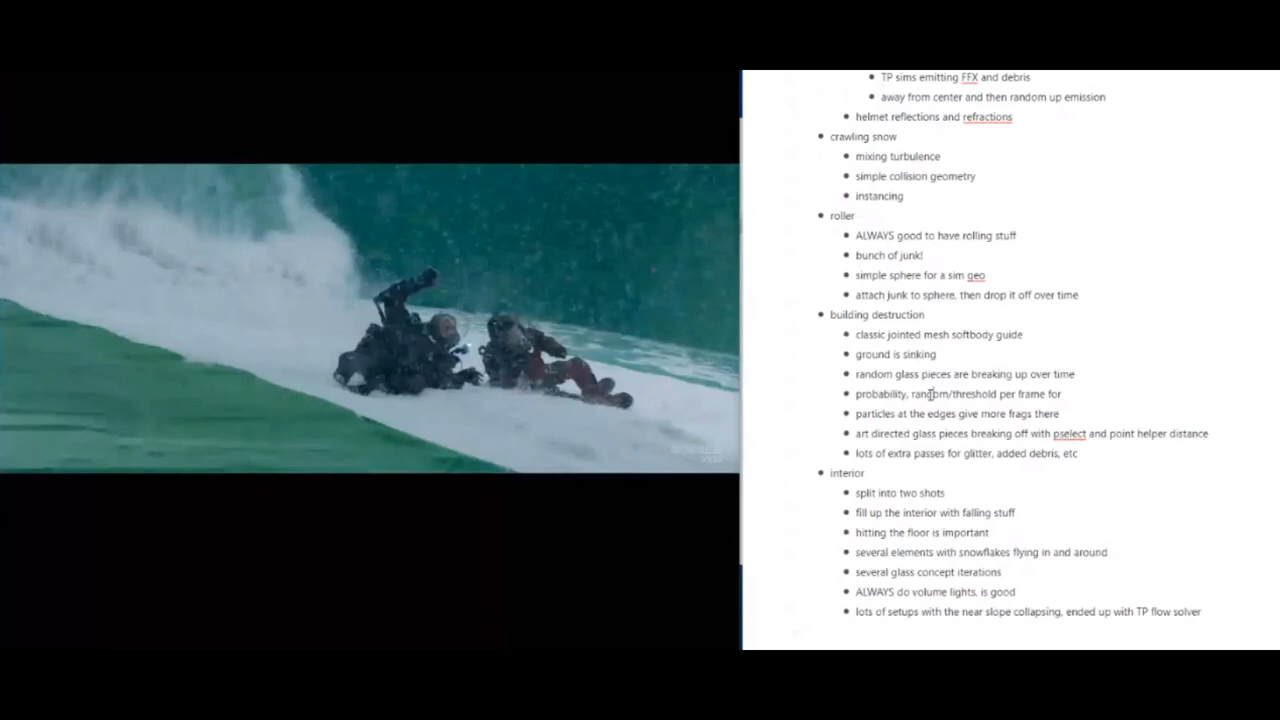 TP sims emitting FFX and debris
away from center and then random up emission
helmet reflections and refractions
crawling snow
mixing turbulence
simple collision geometry
instancing
roller
ALWAYS good to have rolling stuff
bunch of junk!
simple sphere for a sim geo
attach junk to sphere, then drop it off over time
building destruction
classic jointed mesh softbody guide
ground is sinking
random glass pieces are breaking up over time
probability, random/threshold per frame for
particles at the edges give more frags there
art directed glass pieces breaking off with pselect and point helper distance
lots of extra passes for glitter, added debris, etc
interior
split into two shots
fill up the interior with falling stuff
hitting the floor is important
several elements with snowflakes flying in and around
several glass concept iterations
ALWAYS do volume lights, is good
lots of setups with the near slope collapsing, ended up with TP flow solver